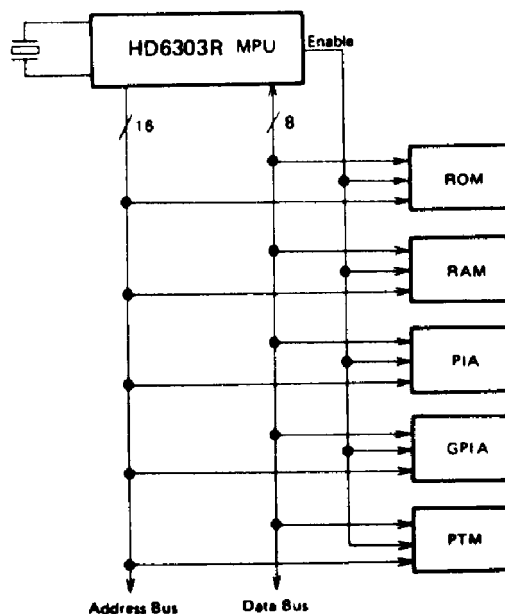 HD6303R MPU
Enable
16
8
ROM
RAM
PIA
GPIA
PTM
Address Bus
Data Bus